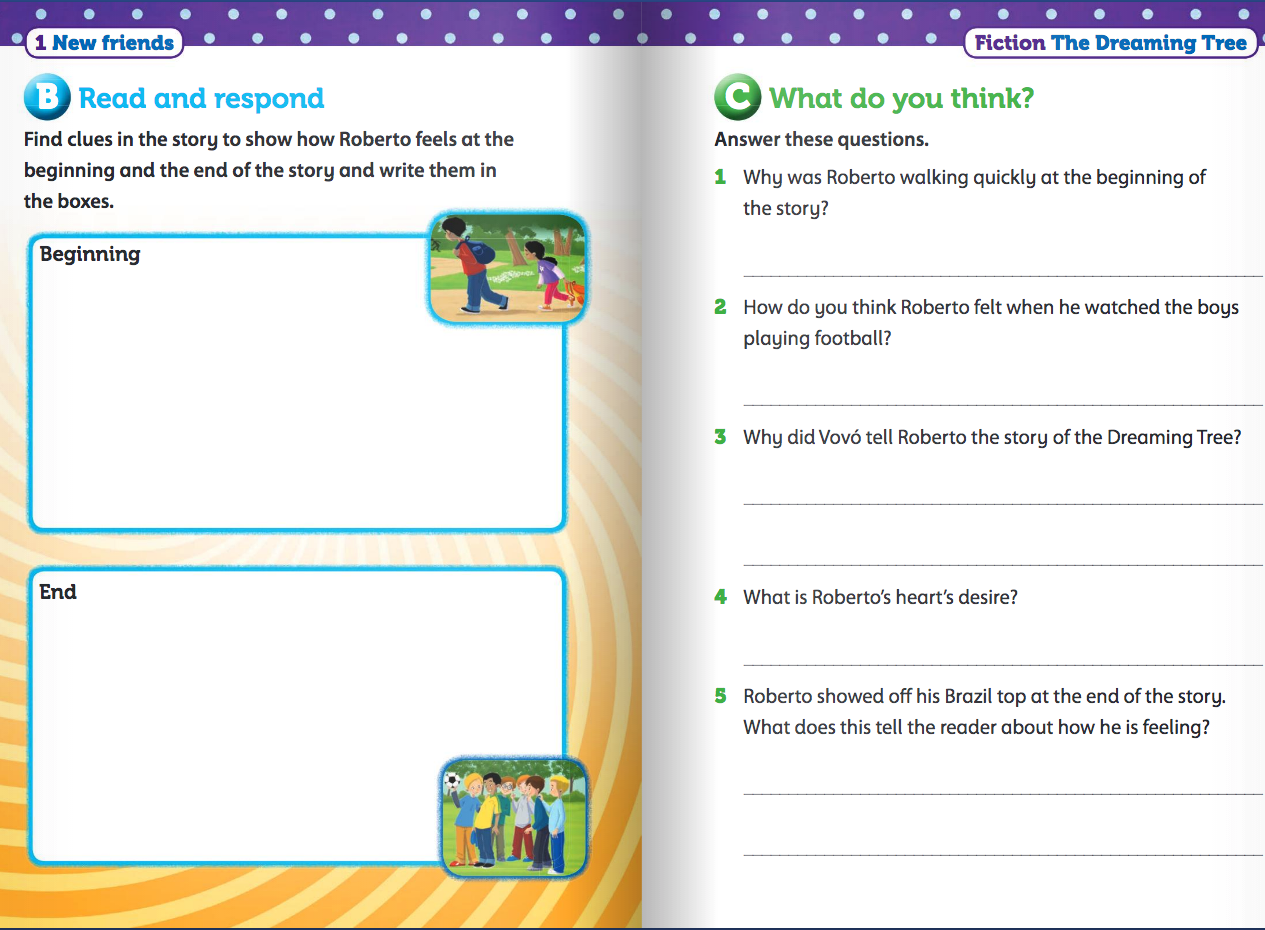 1 New friends
B Read and respond
Find clues in the story to show how Roberto feels at the
beginning and the end of the story and write them in
the boxes.
Beginning
End
Fiction The Dreaming Tree
C What do you think?
Answer these questions.
1 Why was Roberto walking quickly at the beginning of
the story?
2 How do you think Roberto felt when he watched the boys
playing football?
3 Why did Vovó tell Roberto the story of the Dreaming Tree?
4 What is Roberto’s heart’s desire?
5 Roberto showed off his Brazil top at the end of the story.
What does this tell the reader about how he is feeling?